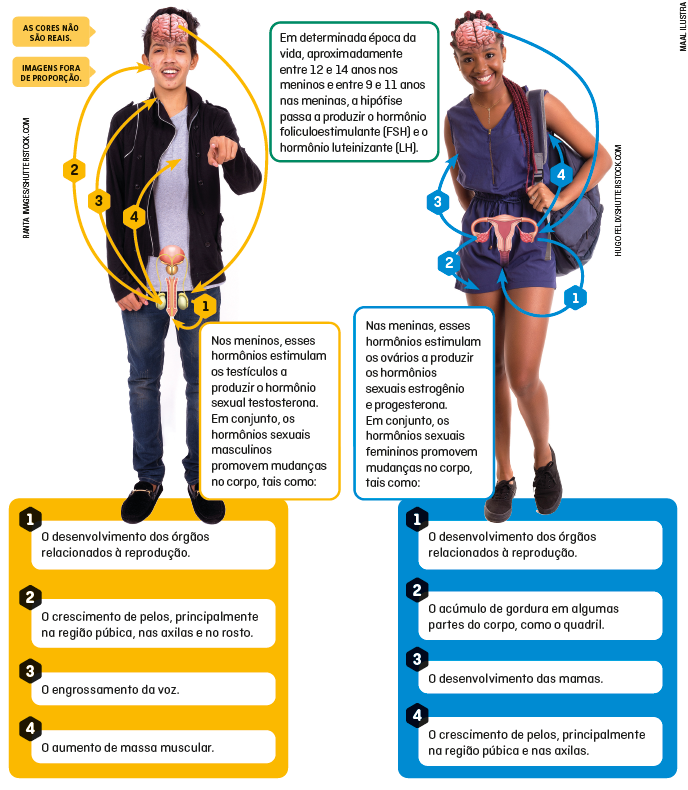 AS CORES NÃO
SÃO REAIS.
IMAGENS FORA
DE PROPORÇÃO.
RANTA IMAGES/SHUTTERSTOCK.COM
Em determinada época da
vida, aproximadamente
entre 12 e 14 anos nos
meninos e entre 9 e 11 anos
nas meninas, a hipófise
passa a produzir o hormônio
foliculoestimulante (FSH) e o
hormônio luteinizante (LH).
MAAL ILUSTRA
HUGO FELIX/SHUTTERSTOCK.COM
2
3
4
1
4
3
2
1
Nos meninos, esses
hormônios estimulam
os testículos a
produzir o hormônio
sexual testosterona.
Em conjunto, os
hormônios sexuais
masculinos
promovem mudanças
no corpo, tais como:
Nas meninas, esses
hormônios estimulam
os ovários a produzir
os hormônios
sexuais estrogênio
e progesterona.
Em conjunto, os
hormônios sexuais
femininos promovem
mudanças no corpo,
tais como:
1
O desenvolvimento dos órgãos
relacionados à reprodução.
2
O crescimento de pelos, principalmente
na região púbica, nas axilas e no rosto.
3
O engrossamento da voz.
4
O aumento de massa muscular.
1
O desenvolvimento dos órgãos
relacionados à reprodução.
2
O acúmulo de gordura em algumas
partes do corpo, como o quadril.
3
O desenvolvimento das mamas.
4
O crescimento de pelos, principalmente
na região púbica e nas axilas.